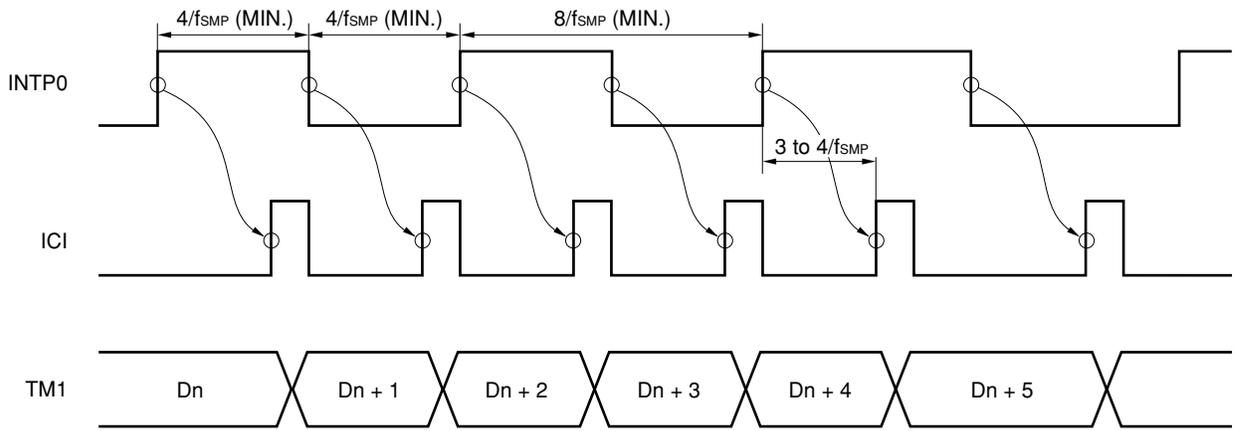 4/fSMP (MIN.) 4/fSMP (MIN.) 8/fSMP (MIN.)
INTP0
3 to 4/fSMP
ICI
TM1 Dn Dn + 1 Dn + 2 Dn + 3 Dn + 4 Dn + 5